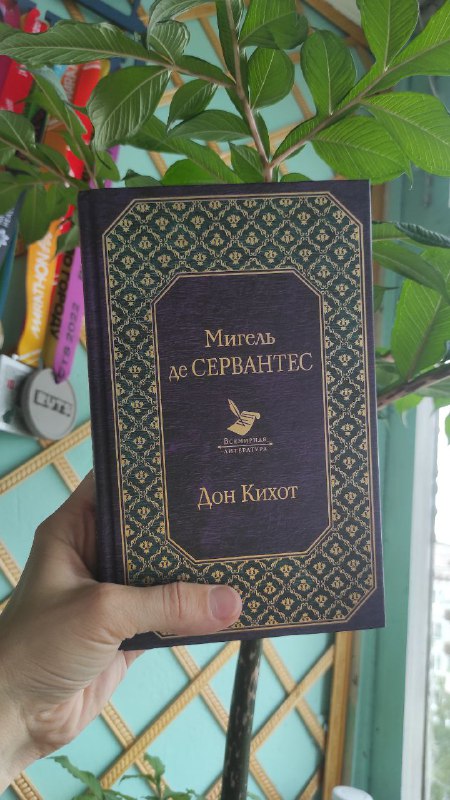 Мигель
де СЕРВАНТЕС
Всемирная
литература
Дон Кихот